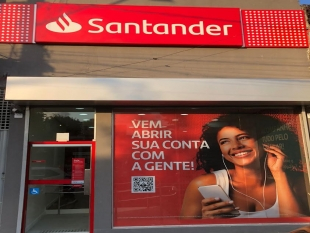 Santander
VEM
ABRIR
SUA CONTA
COM
A GENTE!